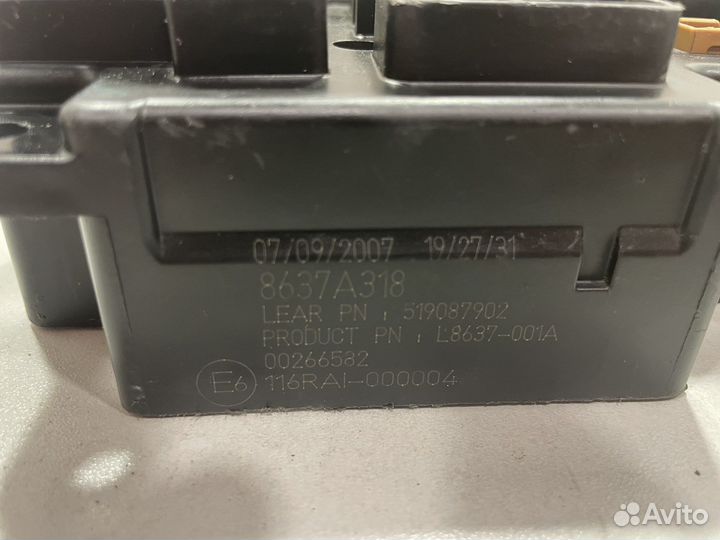 07/09/2007 19/27/31
8637A318
LEAR PN : 519087902
PRODUCT PN : L8637-001A
00266582
E6 116RAI-000004
Avito